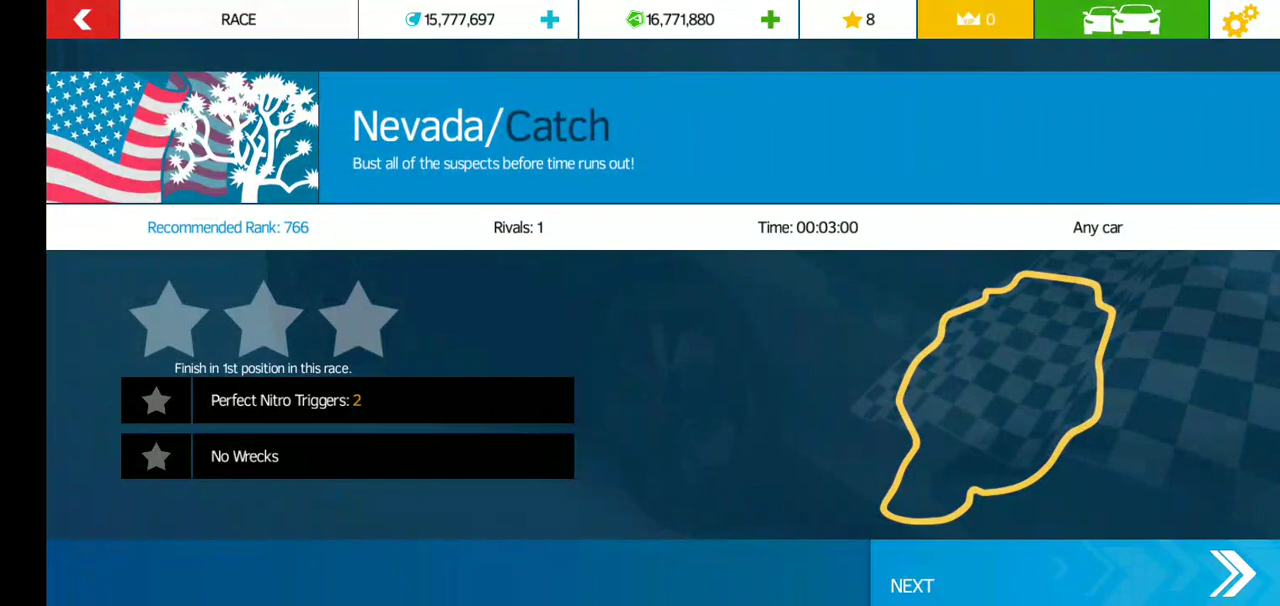 RACE 15,777,697 16,771,880 8 0
Nevada/Catch
Bust all of the suspects before time runs out!
Recommended Rank: 766 Rivals: 1 Time: 00:03:00 Any car
Finish in 1st position in this race.
Perfect Nitro Triggers: 2
No Wrecks
NEXT